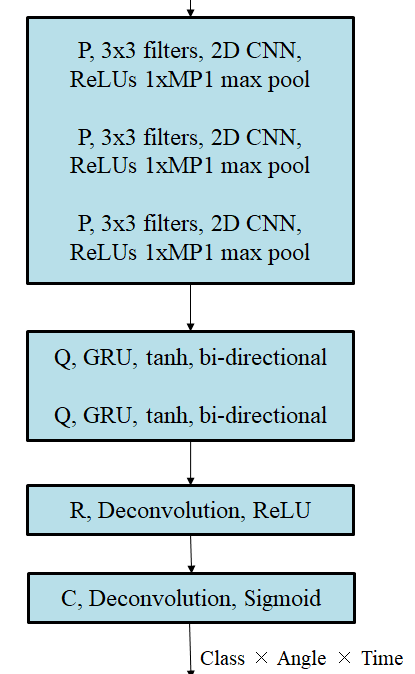 P, 3x3 filters, 2D CNN,
ReLUs 1xMP1 max pool
P, 3x3 filters, 2D CNN,
ReLUs 1xMP1 max pool
P, 3x3 filters, 2D CNN,
ReLUs 1xMP1 max pool
Q, GRU, tanh, bi-directional
Q, GRU, tanh, bi-directional
R, Deconvolution, ReLU
C, Deconvolution, Sigmoid
Class × Angle × Time